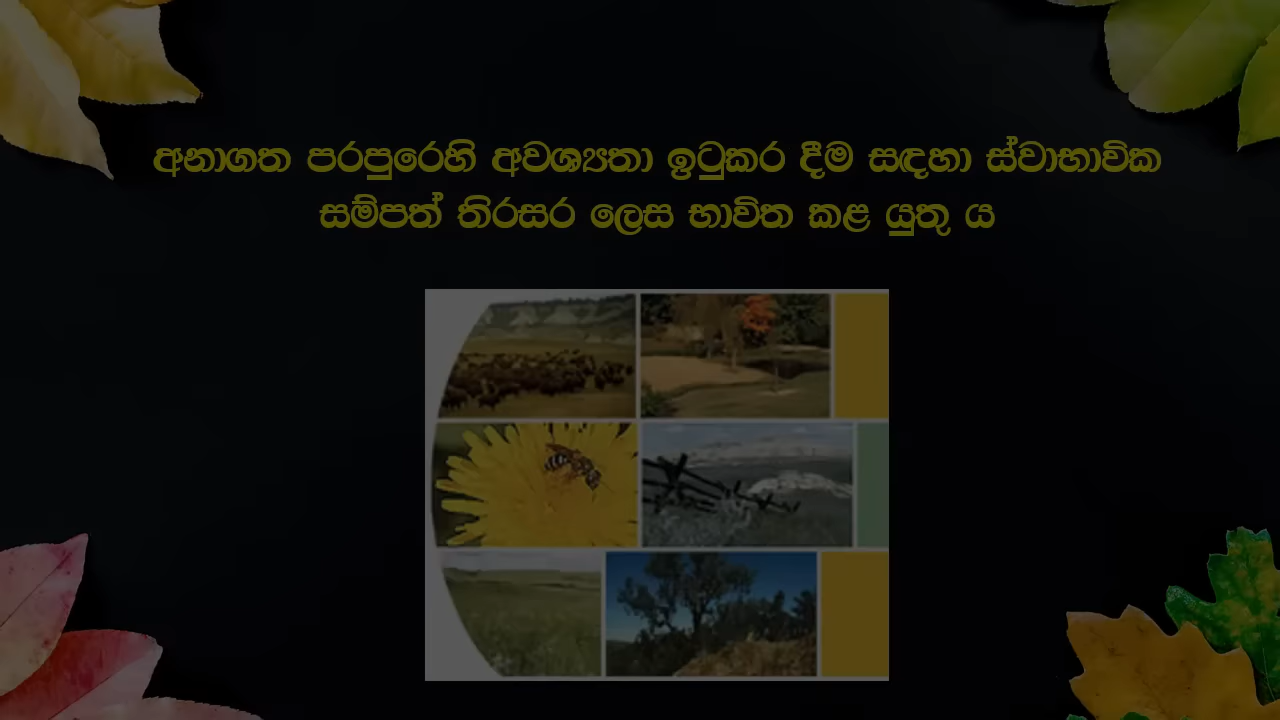 අනාගත පරපුරෙහි අවශ්‍යතා ඉටුකර දීම සඳහා ස්වාභාවික
සම්පත් තිරසර ලෙස භාවිත කළ යුතු ය